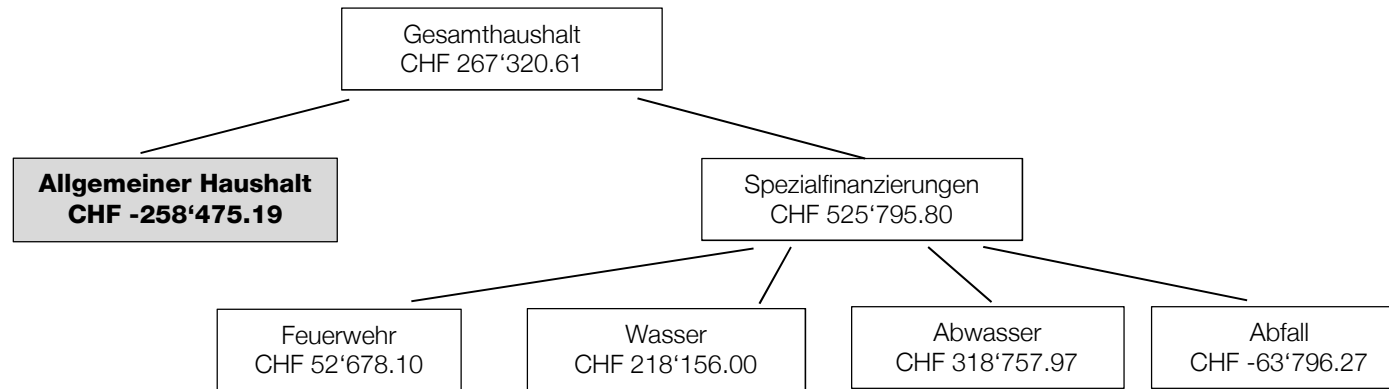 Gesamthaushalt
CHF 267‘320.61
Allgemeiner Haushalt
CHF -258‘475.19
Spezialfinanzierungen
CHF 525‘795.80
Feuerwehr
CHF 52‘678.10
Wasser
CHF 218‘156.00
Abwasser
CHF 318‘757.97
Abfall
CHF -63‘796.27